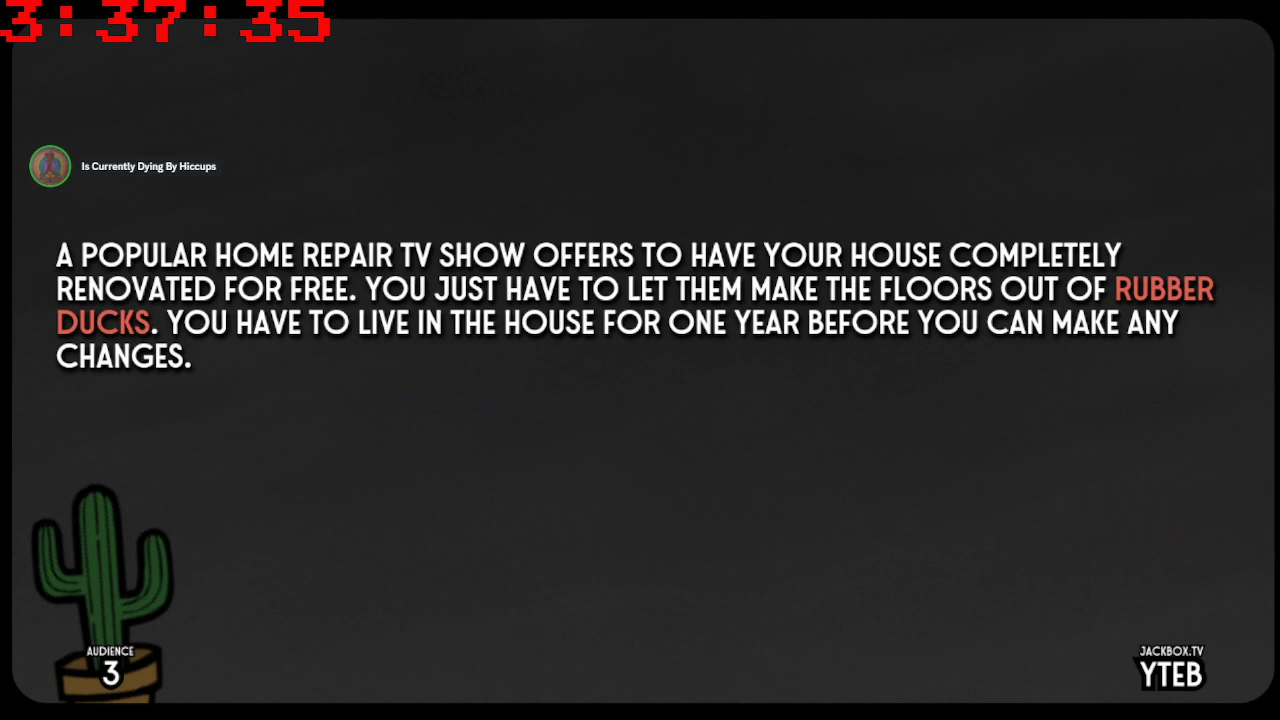 3:37:35
Is Currently Dying By Hiccups
A POPULAR HOME REPAIR TV SHOW OFFERS TO HAVE YOUR HOUSE COMPLETELY
RENOVATED FOR FREE. YOU JUST HAVE TO LET THEM MAKE THE FLOORS OUT OF RUBBER
DUCKS. YOU HAVE TO LIVE IN THE HOUSE FOR ONE YEAR BEFORE YOU CAN MAKE ANY
CHANGES.
AUDIENCE
3
JACKBOX.TV
YTEB